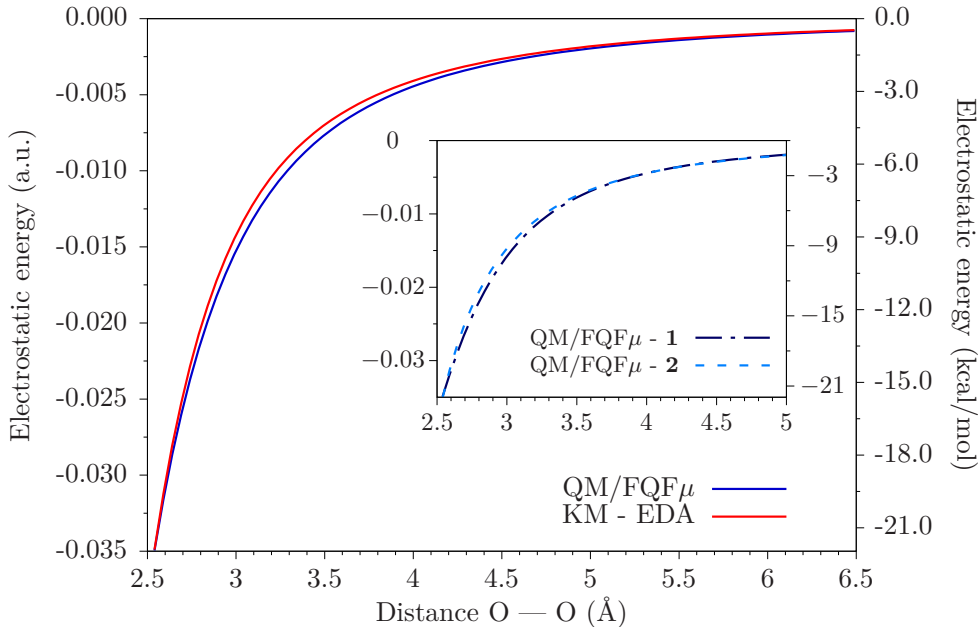 Electrostatic energy (a.u.)
0.000
-0.005
-0.010
-0.015
-0.020
-0.025
-0.030
-0.035
2.5 3 3.5 4 4.5 5 5.5 6 6.5
Distance O — O (Å)
0.0
-3.0
-6.0
-9.0
-12.0
-15.0
-18.0
-21.0
Electrostatic energy (kcal/mol)
0
−0.01
−0.02
−0.03
2.5 3 3.5 4 4.5 5
−3
−9
−15
−21
QM/FQFμ - 1
QM/FQFμ - 2
QM/FQFμ
KM - EDA